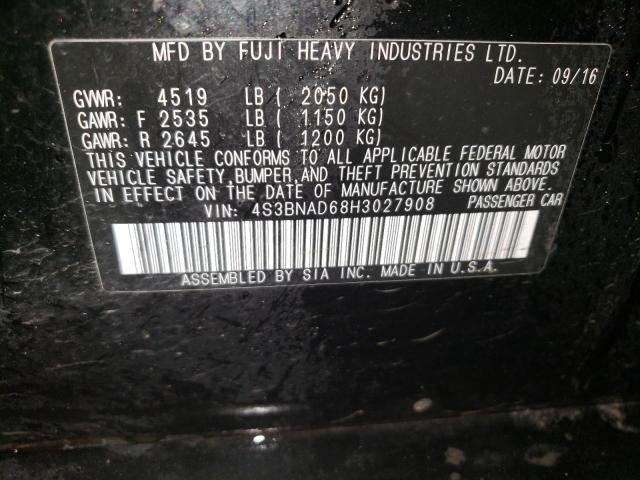 MFD BY FUJI HEAVY INDUSTRIES LTD.
DATE: 09/16
GVWR: 4519 LB ( 2050 KG)
GAWR: F 2535 LB ( 1150 KG)
GAWR: R 2645 LB ( 1200 KG)
THIS VEHICLE CONFORMS TO ALL APPLICABLE FEDERAL MOTOR
VEHICLE SAFETY, BUMPER, AND THEFT PREVENTION STANDARDS
IN EFFECT ON THE DATE OF MANUFACTURE SHOWN ABOVE.
VIN: 4S3BNAD68H3027908 PASSENGER CAR
ASSEMBLED BY SIA INC. MADE IN U.S.A.